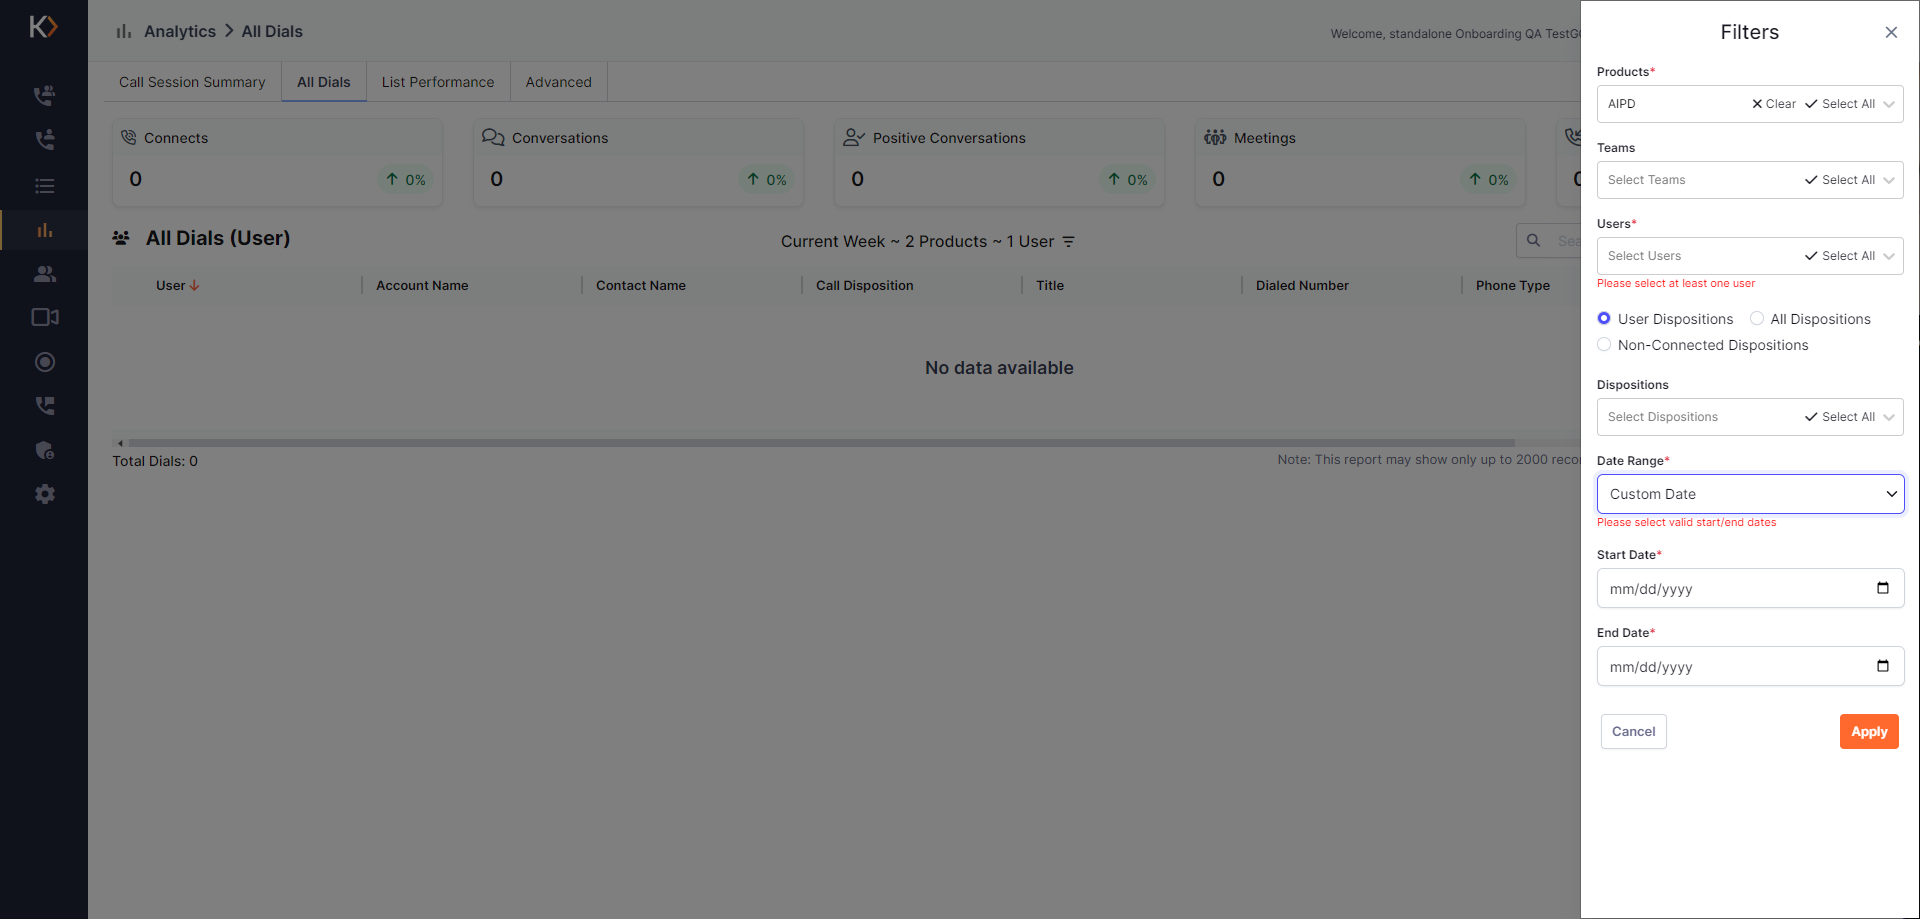 Analytics > All Dials
Welcome, standalone Onboarding QA
Call Session Summary
All Dials
List Performance
Advanced
Connects
0
0%
Conversations
0
0%
Positive Conversations
0
0%
Meetings
0
0%
All Dials (User)
Current Week ~ 2 Products ~ 1 User
User
Account Name
Contact Name
Call Disposition
Title
Dialed Number
Phone Type
No data available
Total Dials: 0
Note: This report may show only up to 2000
Filters
Products*
AIPD
Clear
Select All
Teams
Select Teams
Select All
Users*
Select Users
Select All
Please select at least one user
User Dispositions
All Dispositions
Non-Connected Dispositions
Dispositions
Select Dispositions
Select All
Date Range*
Custom Date
Please select valid start/end dates
Start Date*
mm/dd/yyyy
End Date*
mm/dd/yyyy
Cancel
Apply